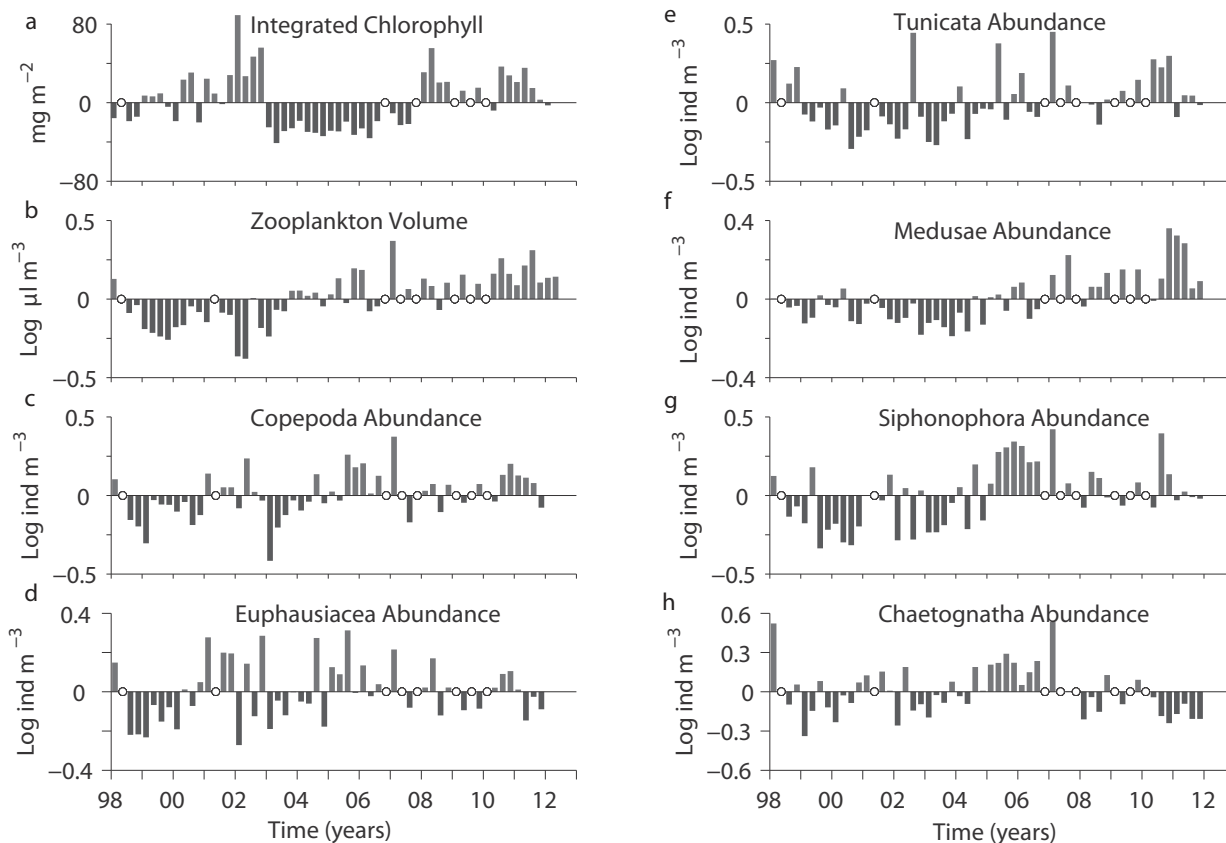 a
Integrated Chlorophyll
80
0
−80
mg m⁻²
b
Zooplankton Volume
0.5
0
−0.5
Log µl m⁻³
c
Copepoda Abundance
0.5
0
−0.5
Log ind m⁻³
d
Euphausiacea Abundance
0.4
0
−0.4
Log ind m⁻³
98 00 02 04 06 08 10 12
Time (years)
e
Tunicata Abundance
0.5
0
−0.5
Log ind m⁻³
f
Medusae Abundance
0.4
0
−0.4
Log ind m⁻³
g
Siphonophora Abundance
0.5
0
−0.5
Log ind m⁻³
h
Chaetognatha Abundance
0.6
0.3
0
−0.3
−0.6
Log ind m⁻³
98 00 02 04 06 08 10 12
Time (years)